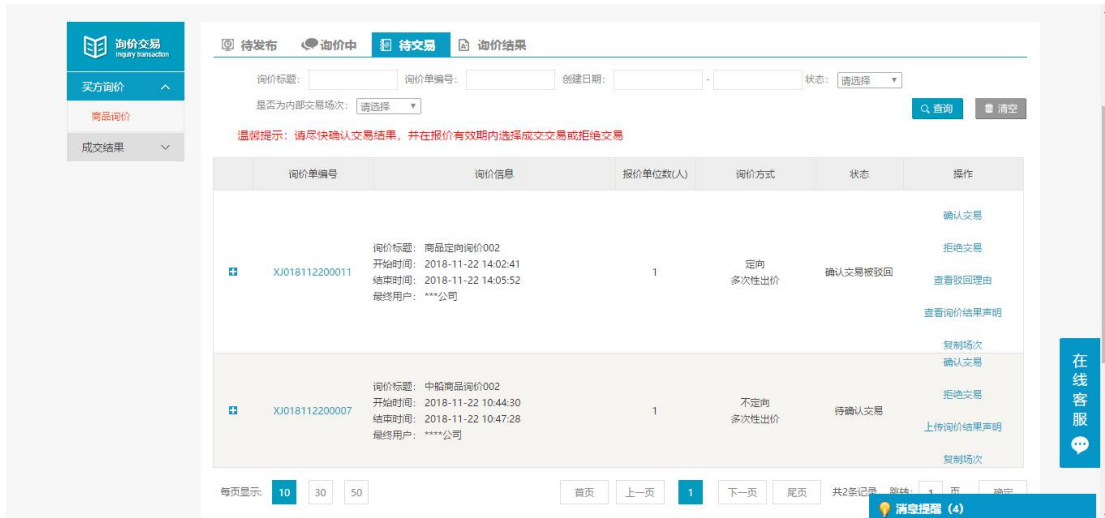 询价交易
Inquiry transaction
买方询价
商品询价
成交结果
待发布 询价中 待交易 询价结果
询价标题： 询价单编号： 创建日期： - 状态： 请选择
是否为内部交易场次： 请选择
查询 清空
温馨提示：请尽快确认交易结果，并在报价有效期内选择成交交易或拒绝交易
询价单编号 询价信息 报价单位数(人) 询价方式 状态 操作
XJ018112200011
询价标题： 商品定向询价002
开始时间： 2018-11-22 14:02:41
结束时间： 2018-11-22 14:05:52
最终用户： ***公司
1
定向
多次性出价
确认交易被驳回
确认交易
拒绝交易
查看驳回理由
查看询价结果声明
复制场次
XJ018112200007
询价标题： 中船商品询价002
开始时间： 2018-11-22 10:44:30
结束时间： 2018-11-22 10:47:28
最终用户： ****公司
1
不定向
多次性出价
待确认交易
确认交易
拒绝交易
上传询价结果声明
复制场次
每页显示: 10 30 50 首页 上一页 1 下一页 尾页 共2条记录 跳转: 1 页 确定
在线客服
消息提醒（4）